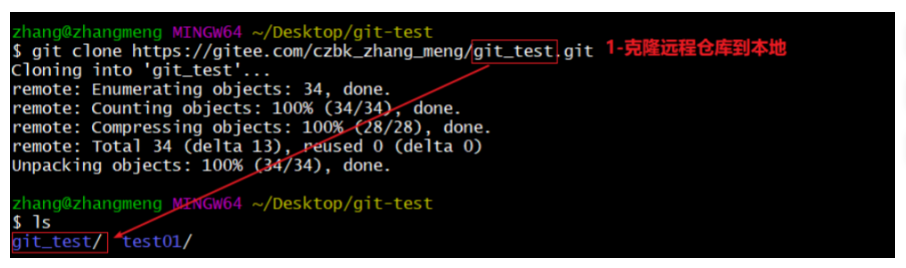 zhang@zhangmeng MINGW64 ~/Desktop/git-test
$ git clone https://gitee.com/czbk_zhang_meng/git_test.git 1-克隆远程仓库到本地
Cloning into 'git_test'...
remote: Enumerating objects: 34, done.
remote: Counting objects: 100% (34/34), done.
remote: Compressing objects: 100% (28/28), done.
remote: Total 34 (delta 13), reused 0 (delta 0)
Unpacking objects: 100% (34/34), done.
zhang@zhangmeng MINGW64 ~/Desktop/git-test
$ ls
git_test/ test01/